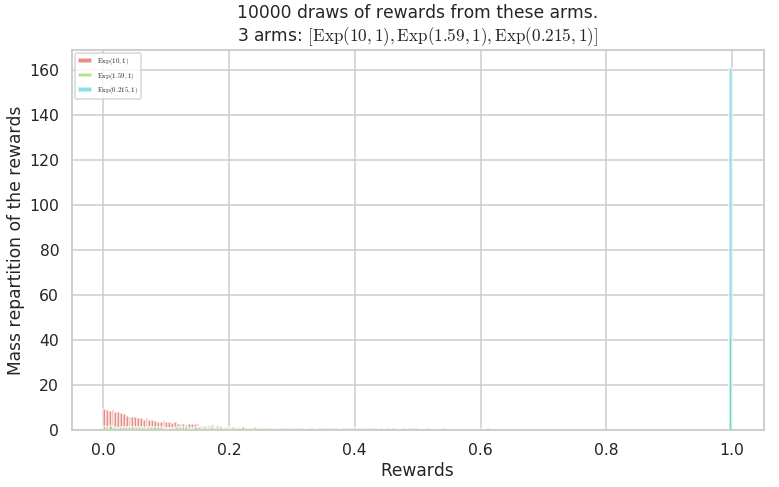 10000 draws of rewards from these arms.
3 arms: [Exp(10, 1), Exp(1.59, 1), Exp(0.215, 1)]
Exp(10, 1)
Exp(1.59, 1)
Exp(0.215, 1)
Mass repartition of the rewards
160
140
120
100
80
60
40
20
0
0.0 0.2 0.4 0.6 0.8 1.0
Rewards